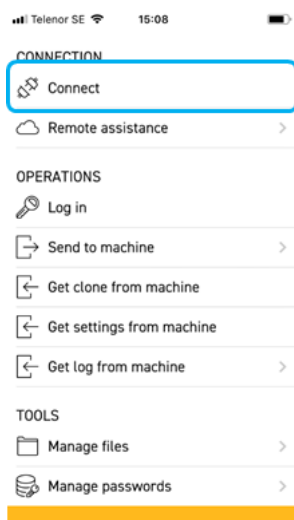 Telenor SE 15:08
CONNECTION
Connect
Remote assistance
OPERATIONS
Log in
Send to machine
Get clone from machine
Get settings from machine
Get log from machine
TOOLS
Manage files
Manage passwords